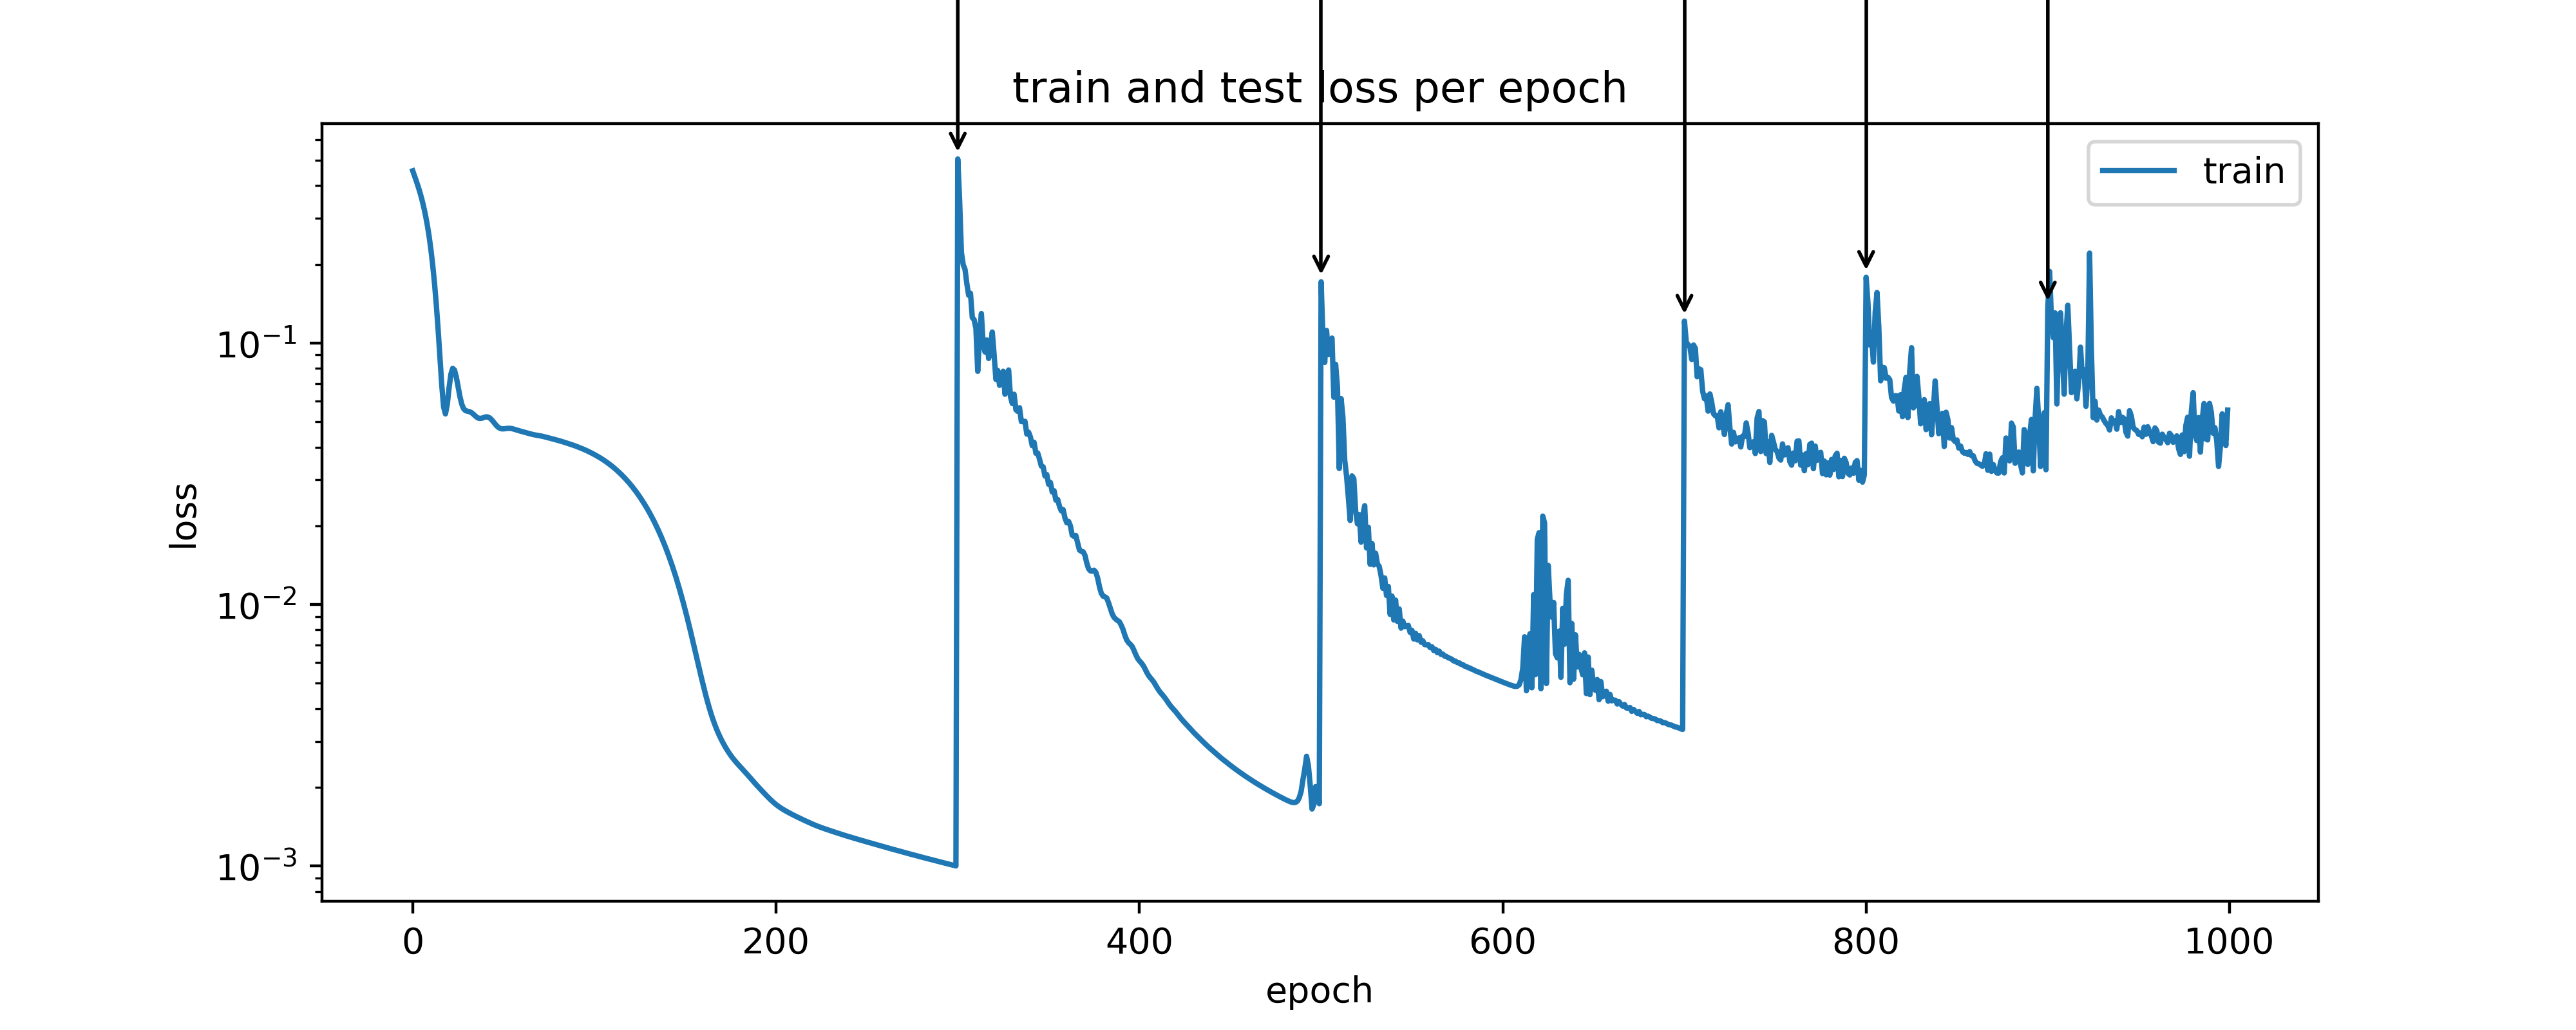 train and test loss per epoch
train
loss
10⁻¹
10⁻²
10⁻³
0 200 400 600 800 1000
epoch